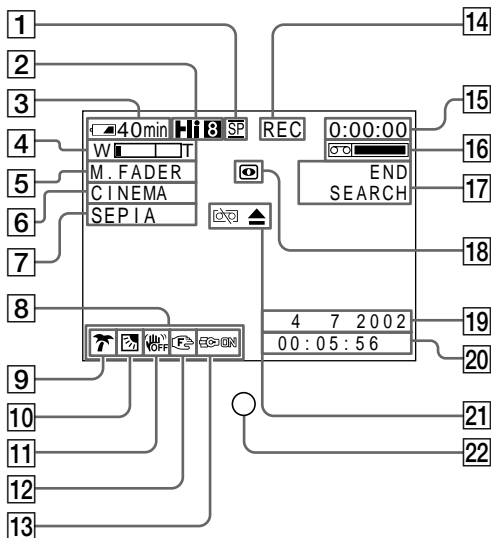 1
2
3
4
5
6
7
8
9
10
11
12
13
14
15
16
17
18
19
20
21
22
40min Hi8 SP REC 0:00:00
W T
M.FADER
CINEMA
SEPIA
END
SEARCH
4 7 2002
00:05:56
OFF F ON